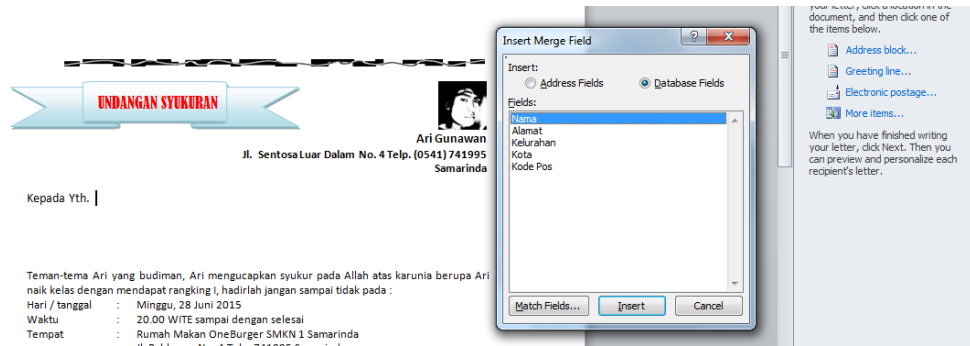 UNDANGAN SYUKURAN
Ari Gunawan
Jl. Sentosa Luar Dalam No. 4 Telp. (0541) 741995
Samarinda
Kepada Yth.
Teman-tema Ari yang budiman, Ari mengucapkan syukur pada Allah atas karunia berupa Ari
naik kelas dengan mendapat rangking I, hadirlah jangan sampai tidak pada :
Hari / tanggal : Minggu, 28 Juni 2015
Waktu : 20.00 WITE sampai dengan selesai
Tempat : Rumah Makan OneBurger SMKN 1 Samarinda
Insert Merge Field
Insert:
Address Fields
Database Fields
Fields:
Nama
Alamat
Kelurahan
Kota
Kode Pos
Match Fields...
Insert
Cancel
your letter, click a location in the
document, and then click one of
the items below.
Address block...
Greeting line...
Electronic postage...
More items...
When you have finished writing
your letter, click Next. Then you
can preview and personalize each
recipient's letter.